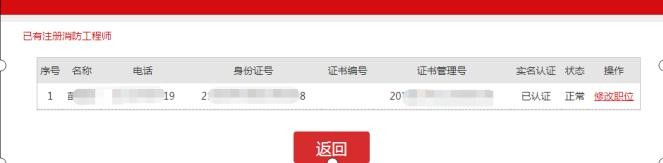 已有注册消防工程师
序号 名称 电话 身份证号 证书编号 证书管理号 实名认证 状态 操作
1 19 2 8 20 已认证 正常 修改职位
返回